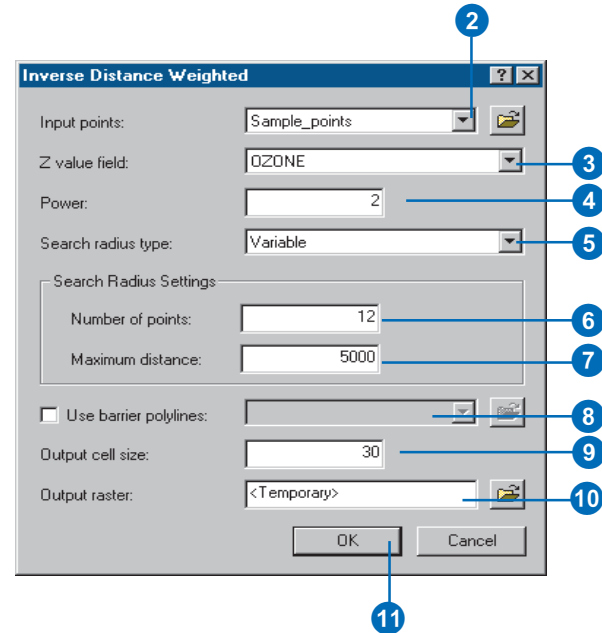 2
Inverse Distance Weighted
Input points: Sample_points
Z value field: OZONE 3
Power: 2 4
Search radius type: Variable 5
Search Radius Settings
Number of points: 12 6
Maximum distance: 5000 7
Use barrier polylines: 8
Output cell size: 30 9
Output raster: <Temporary> 10
OK Cancel
11